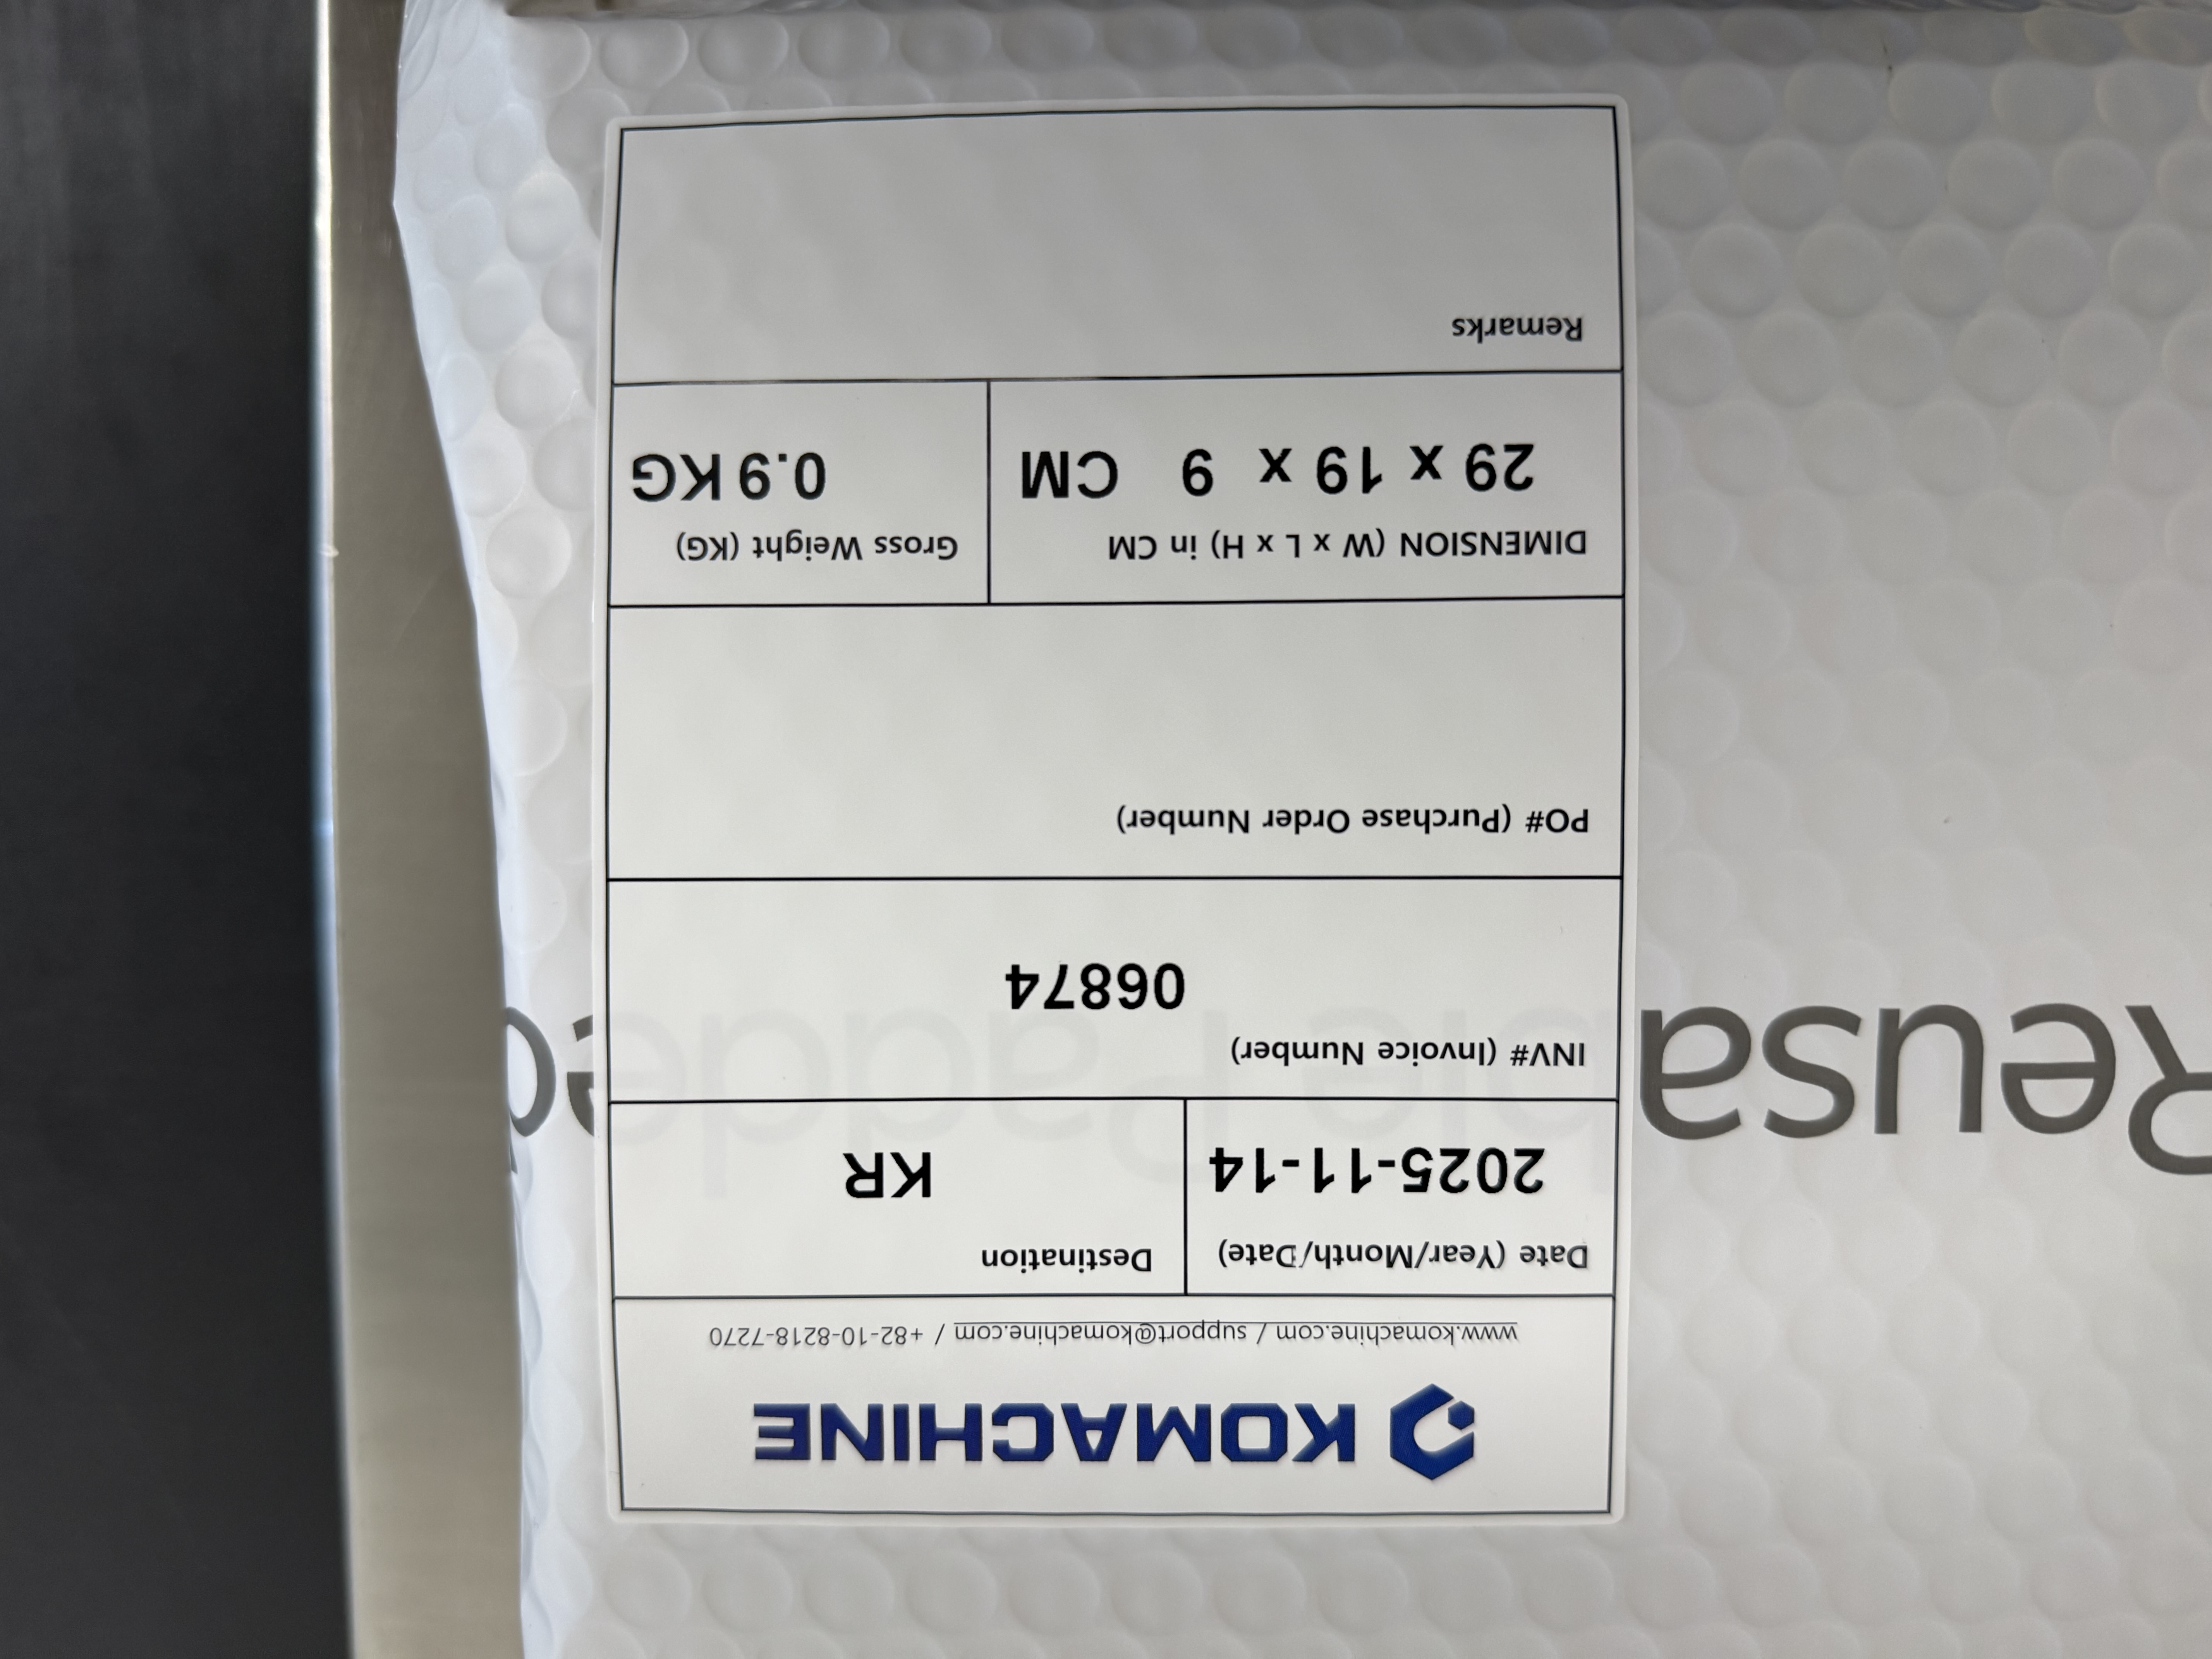 KOMACHINE
www.komachine.com / support@komachine.com / +82-10-8218-7270
Date (Year/Month/Date)
2025-11-14
Destination
KR
INV# (Invoice Number)
06874
PO# (Purchase Order Number)
DIMENSION (W x L x H) in CM
29 x 19 x 9 CM
Gross Weight (KG)
0.9 KG
Remarks
Reusable Padded